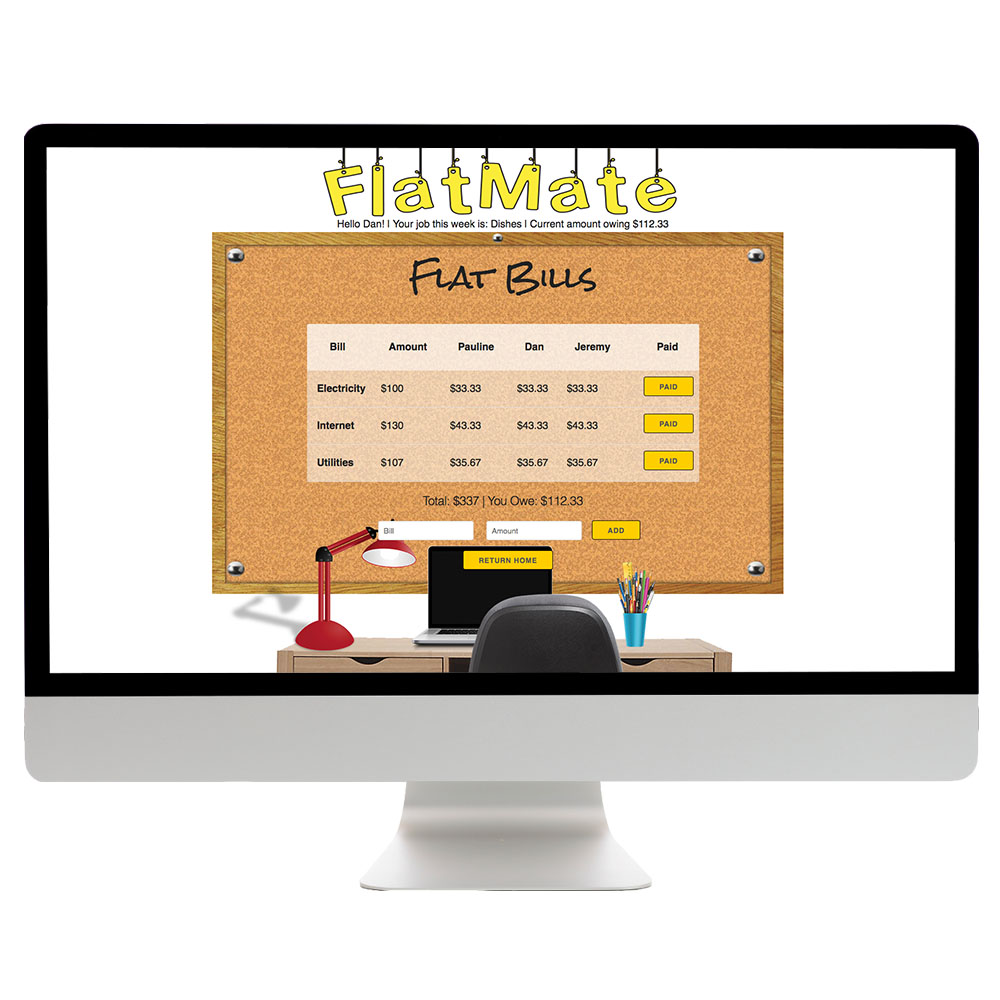 FlatMate
Hello Dan! | Your job this week is: Dishes | Current amount owing $112.33
Flat Bills
Bill Amount Pauline Dan Jeremy Paid
Electricity $100 $33.33 $33.33 $33.33 PAID
Internet $130 $43.33 $43.33 $43.33 PAID
Utilities $107 $35.67 $35.67 $35.67 PAID
Total: $337 | You Owe: $112.33
Bill Amount ADD
RETURN HOME